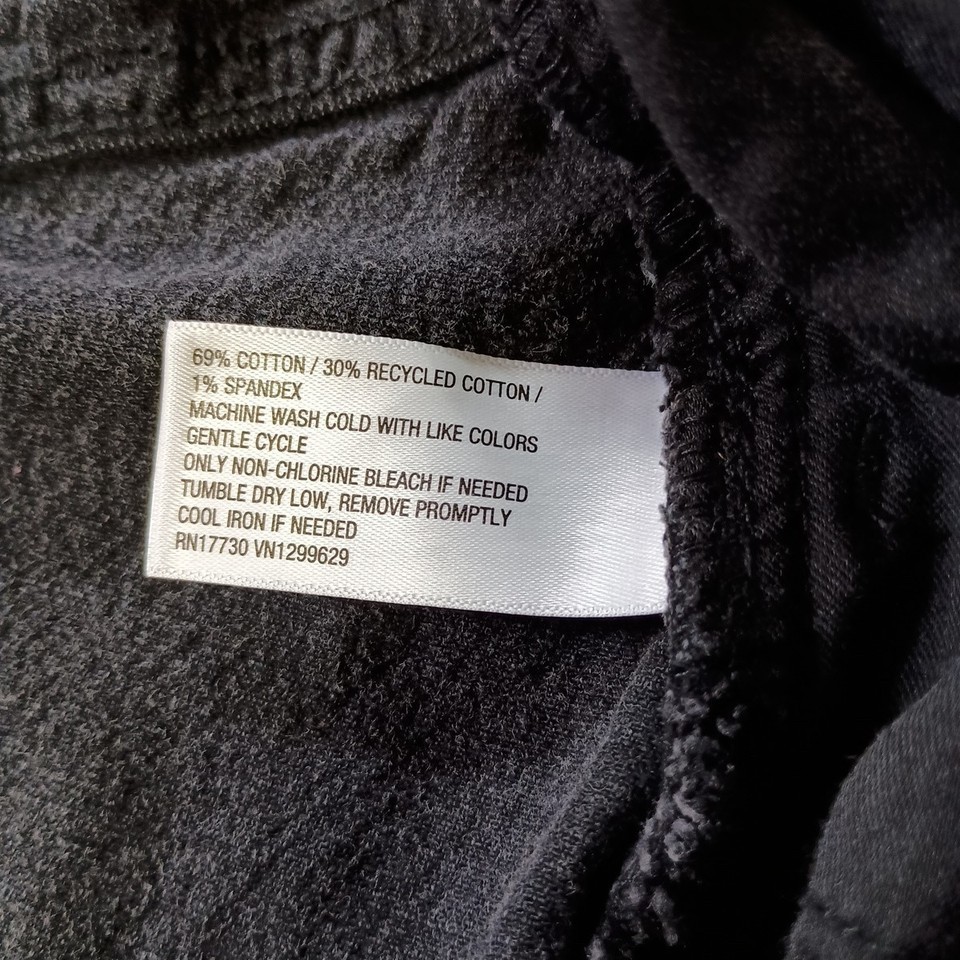 69% COTTON / 30% RECYCLED COTTON /
1% SPANDEX
MACHINE WASH COLD WITH LIKE COLORS
GENTLE CYCLE
ONLY NON-CHLORINE BLEACH IF NEEDED
TUMBLE DRY LOW, REMOVE PROMPTLY
COOL IRON IF NEEDED
RN17730 VN1299629